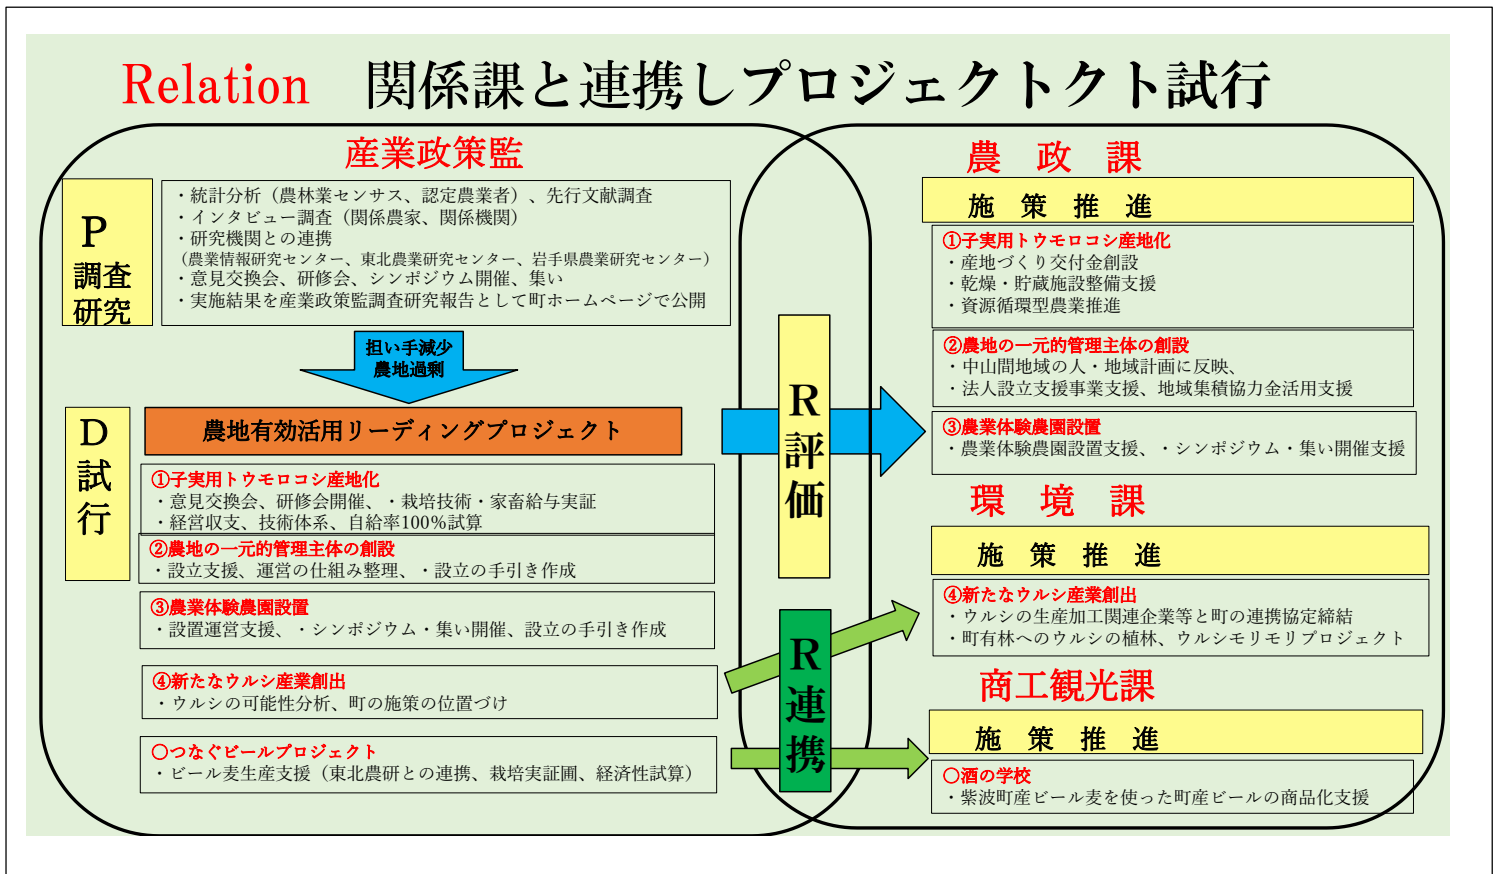 Relation 関係課と連携しプロジェクトクト試行
産業政策監
P
調査
研究
・統計分析（農林業センサス、認定農業者）、先行文献調査
・インタビュー調査（関係農家、関係機関）
・研究機関との連携
（農業情報研究センター、東北農業研究センター、岩手県農業研究センター）
・意見交換会、研修会、シンポジウム開催、集い
・実施結果を産業政策監調査研究報告として町ホームページで公開
担い手減少
農地過剰
D
試
行
農地有効活用リーディングプロジェクト
①子実用トウモロコシ産地化
・意見交換会、研修会開催、・栽培技術・家畜給与実証
・経営収支、技術体系、自給率100%試算
②農地の一元的管理主体の創設
・設立支援、運営の仕組み整理、・設立の手引き作成
③農業体験農園設置
・設置運営支援、・シンポジウム・集い開催、設立の手引き作成
④新たなウルシ産業創出
・ウルシの可能性分析、町の施策の位置づけ
〇つなぐビールプロジェクト
・ビール麦生産支援（東北農研との連携、栽培実証圃、経済性試算）
R
評
価
R
連
携
農 政 課
施 策 推 進
①子実用トウモロコシ産地化
・産地づくり交付金創設
・乾燥・貯蔵施設整備支援
・資源循環型農業推進
②農地の一元的管理主体の創設
・中山間地域の人・地域計画に反映、
・法人設立支援事業支援、地域集積協力金活用支援
③農業体験農園設置
・農業体験農園設置支援、・シンポジウム・集い開催支援
環 境 課
施 策 推 進
④新たなウルシ産業創出
・ウルシの生産加工関連企業等と町の連携協定締結
・町有林へのウルシの植林、ウルシモリモリプロジェクト
商工観光課
施 策 推 進
〇酒の学校
・紫波町産ビール麦を使った町産ビールの商品化支援